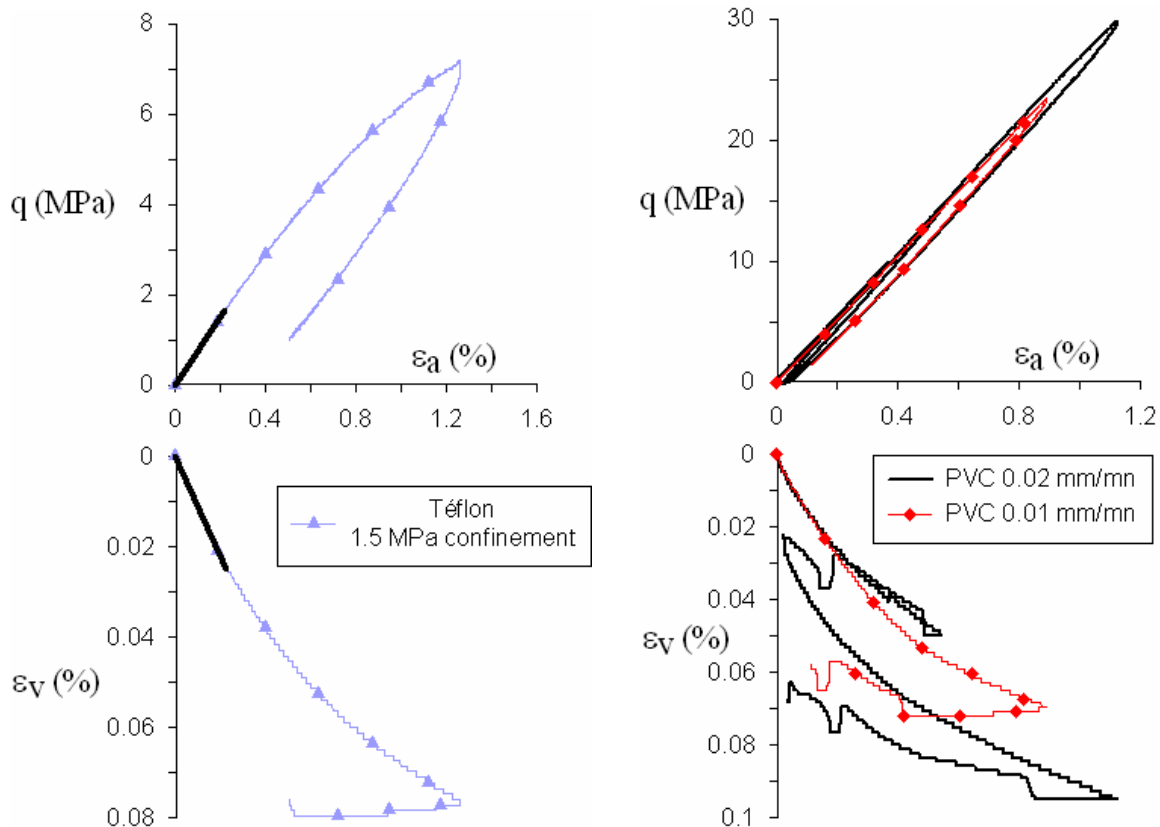 8
6
q (MPa)
4
2
εa (%)
0
0
0.4
0.8
1.2
1.6
0
0.02
0.04
εv (%)
0.06
0.08
Téflon
1.5 MPa confinement
30
20
q (MPa)
10
εa (%)
0
0
0.4
0.8
1.2
0
0.02
0.04
εv (%)
0.06
0.08
0.1
PVC 0.02 mm/mn
PVC 0.01 mm/mn